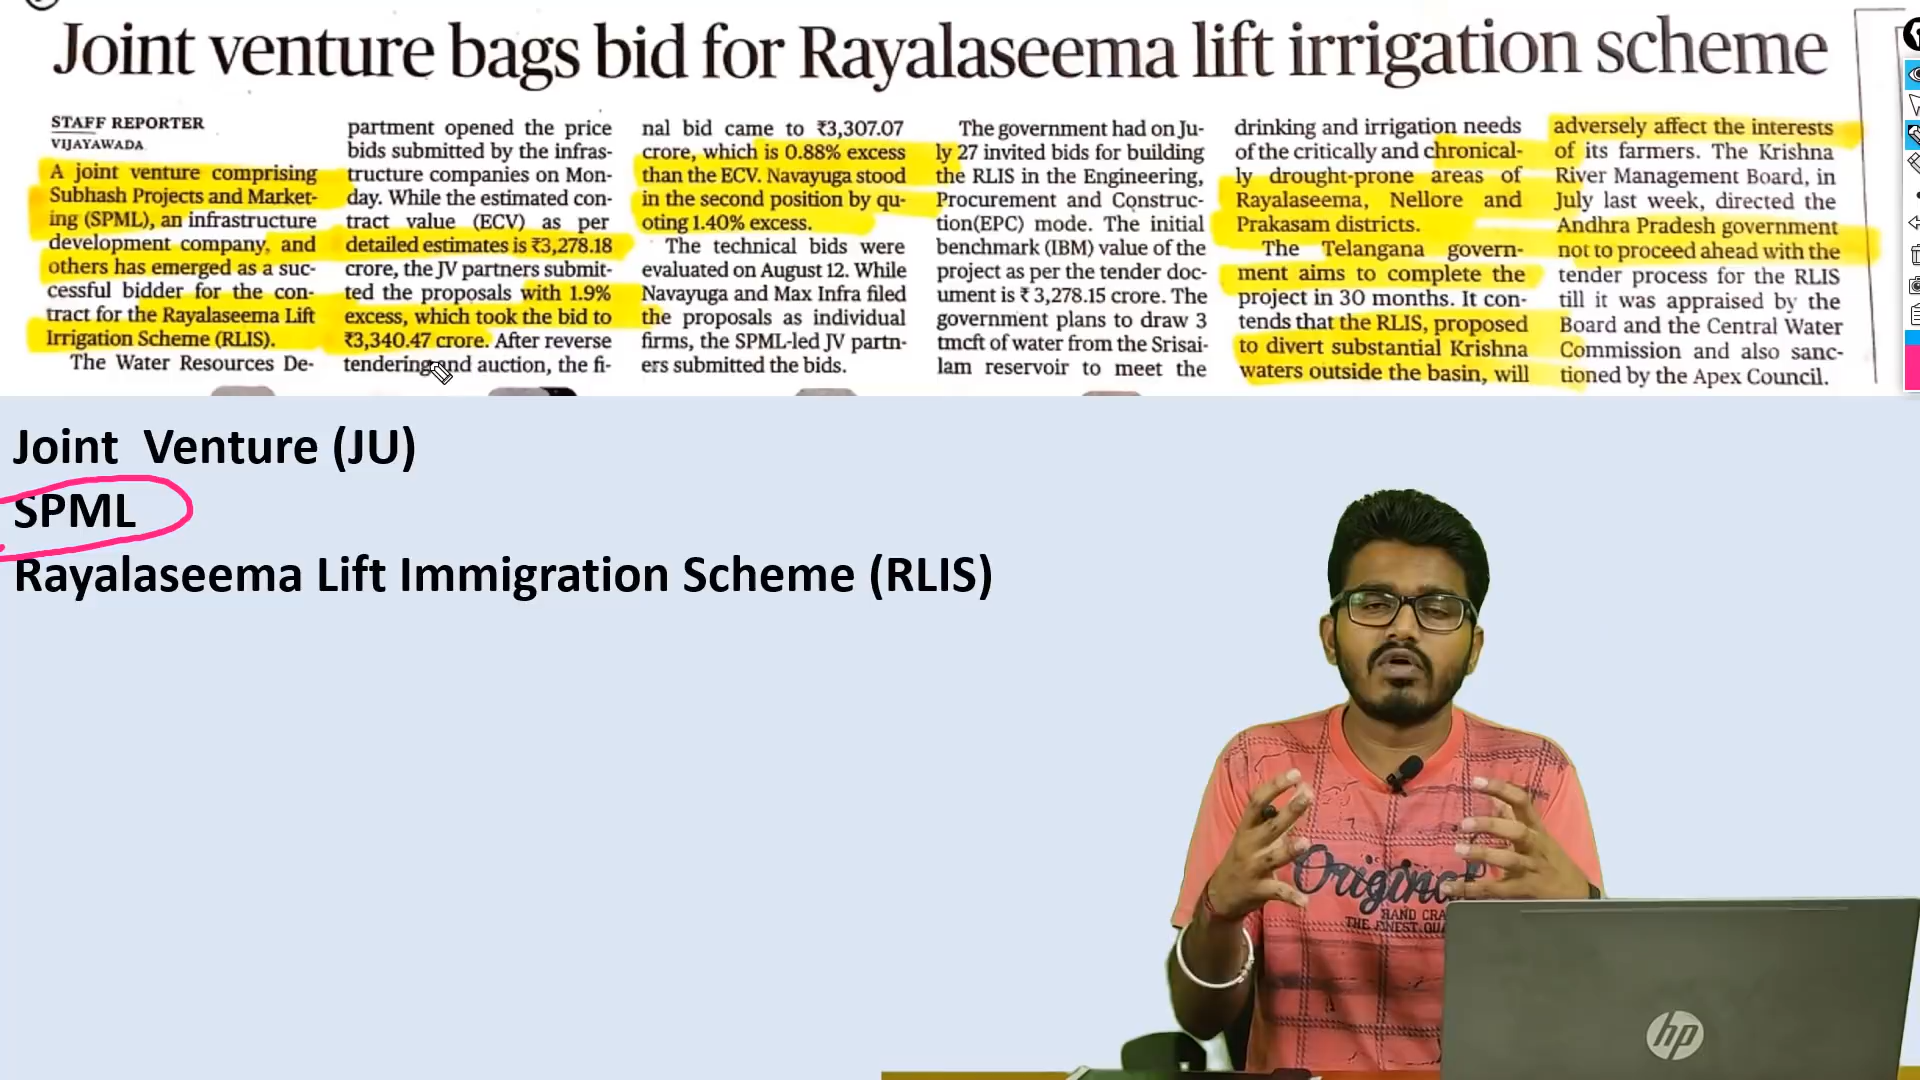 Joint venture bags bid for Rayalaseema lift irrigation scheme
STAFF REPORTER
VIJAYAWADA
A joint venture comprising
Subhash Projects and Market-
ing (SPML), an infrastructure
development company, and
others has emerged as a suc-
cessful bidder for the con-
tract for the Rayalaseema Lift
Irrigation Scheme (RLIS).
The Water Resources De-
partment opened the price
bids submitted by the infras-
tructure companies on Mon-
day. While the estimated con-
tract value (ECV) as per
detailed estimates is ₹3,278.18
crore, the JV partners submit-
ted the proposals with 1.9%
excess, which took the bid to
₹3,340.47 crore. After reverse
tendering and auction, the fi-
nal bid came to ₹3,307.07
crore, which is 0.88% excess
than the ECV. Navayuga stood
in the second position by qu-
oting 1.40% excess.
The technical bids were
evaluated on August 12. While
Navayuga and Max Infra filed
the proposals as individual
firms, the SPML-led JV partn-
ers submitted the bids.
The government had on Ju-
ly 27 invited bids for building
the RLIS in the Engineering,
Procurement and Construc-
tion(EPC) mode. The initial
benchmark (IBM) value of the
project as per the tender doc-
ument is ₹ 3,278.15 crore. The
government plans to draw 3
tmcft of water from the Srisai-
lam reservoir to meet the
drinking and irrigation needs
of the critically and chronical-
ly drought-prone areas of
Rayalaseema, Nellore and
Prakasam districts.
The Telangana govern-
ment aims to complete the
project in 30 months. It con-
tends that the RLIS, proposed
to divert substantial Krishna
waters outside the basin, will
adversely affect the interests
of its farmers. The Krishna
River Management Board, in
July last week, directed the
Andhra Pradesh government
not to proceed ahead with the
tender process for the RLIS
till it was appraised by the
Board and the Central Water
Commission and also sanc-
tioned by the Apex Council.
Joint Venture (JU)
SPML
Rayalaseema Lift Immigration Scheme (RLIS)
HAND CRA
THE FINEST QU
hp